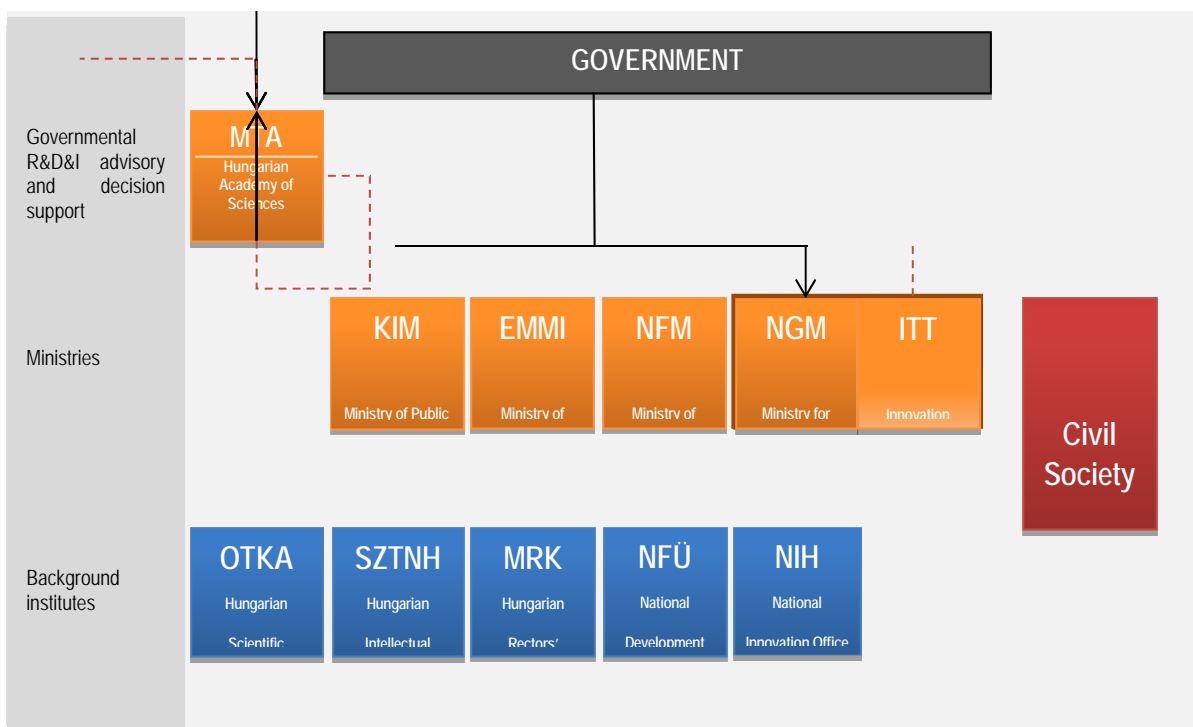 GOVERNMENT
Governmental
R&D&I advisory
and decision
support
MTA
Hungarian
Academy of
Sciences
Ministries
KIM
Ministry of Public
EMMI
Ministry of
NFM
Ministry of
NGM
Ministry for
ITT
Innovation
Civil
Society
Background
institutes
OTKA
Hungarian
Scientific
SZTNH
Hungarian
Intellectual
MRK
Hungarian
Rectors'
NFÜ
National
Development
NIH
National
Innovation Office